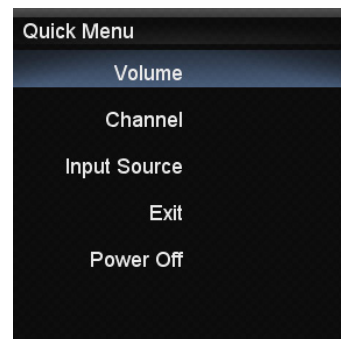 Quick Menu
Volume
Channel
Input Source
Exit
Power Off